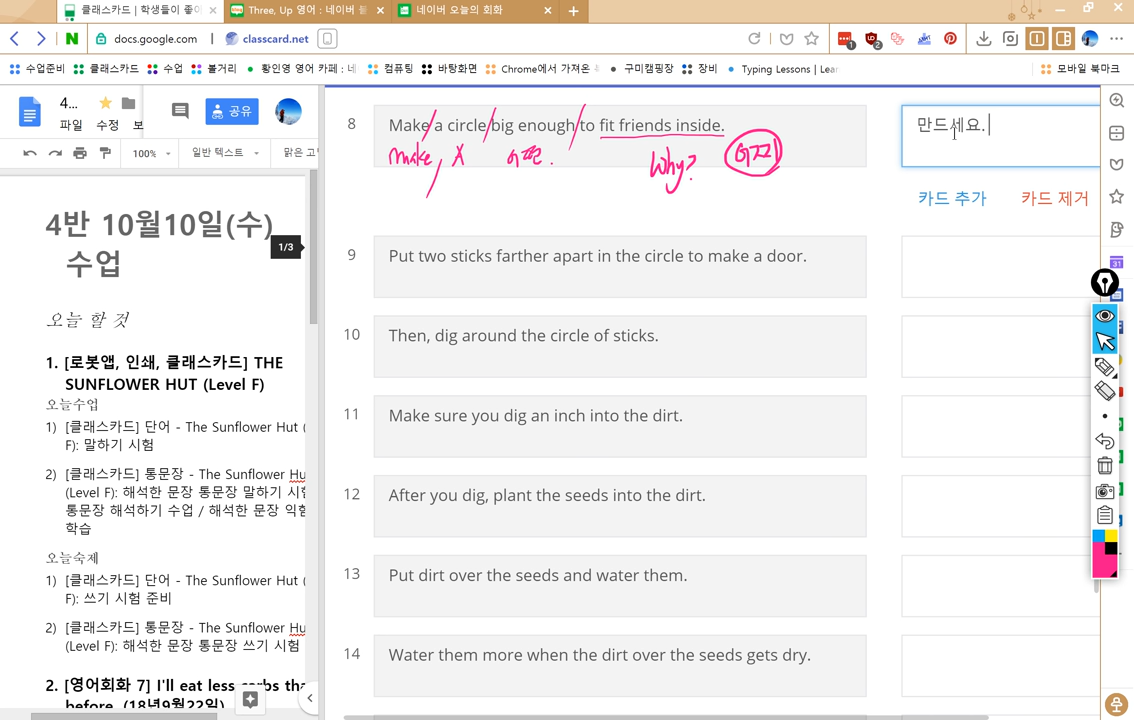 클래스카드 | 학생들이 좋아
Three, Up 영어 : 네이버 블
네이버 오늘의 회화
docs.google.com
classcard.net
수업준비
클래스카드
수업
볼거리
황인영 영어 카페 : 네
컴퓨팅
바탕화면
Chrome에서 가져온
구미캠핑장
장비
Typing Lessons | Lear
모바일 북마크
4...
파일 수정 보
공유
100%
일반 텍스트
맑은 고
4반 10월10일(수)
수업
1/3
오늘 할 것
1. [로봇앱, 인쇄, 클래스카드] THE
SUNFLOWER HUT (Level F)
오늘수업
1) [클래스카드] 단어 - The Sunflower Hut (
F): 말하기 시험
2) [클래스카드] 통문장 - The Sunflower Hu
(Level F): 해석한 문장 통문장 말하기 시험
통문장 해석하기 수업 / 해석한 문장 익힘
학습
오늘숙제
1) [클래스카드] 단어 - The Sunflower Hut (
F): 쓰기 시험 준비
2) [클래스카드] 통문장 - The Sunflower Hu
(Level F): 해석한 문장 통문장 쓰기 시험
2. [영어회화 7] I'll eat less carbs tha
before. (18년9월22일)
8 Make a circle big enough to fit friends inside.
make, X
Why?
만드세요.
카드 추가 카드 제거
9 Put two sticks farther apart in the circle to make a door.
10 Then, dig around the circle of sticks.
11 Make sure you dig an inch into the dirt.
12 After you dig, plant the seeds into the dirt.
13 Put dirt over the seeds and water them.
14 Water them more when the dirt over the seeds gets dry.